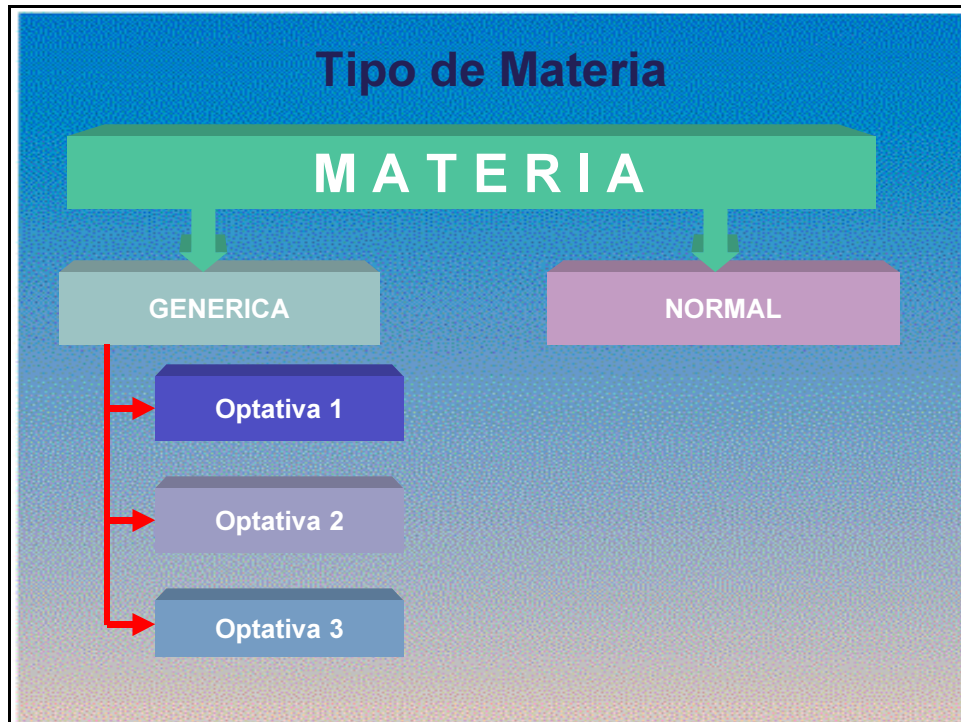 Tipo de Materia
M A T E R I A
GENERICA
NORMAL
Optativa 1
Optativa 2
Optativa 3